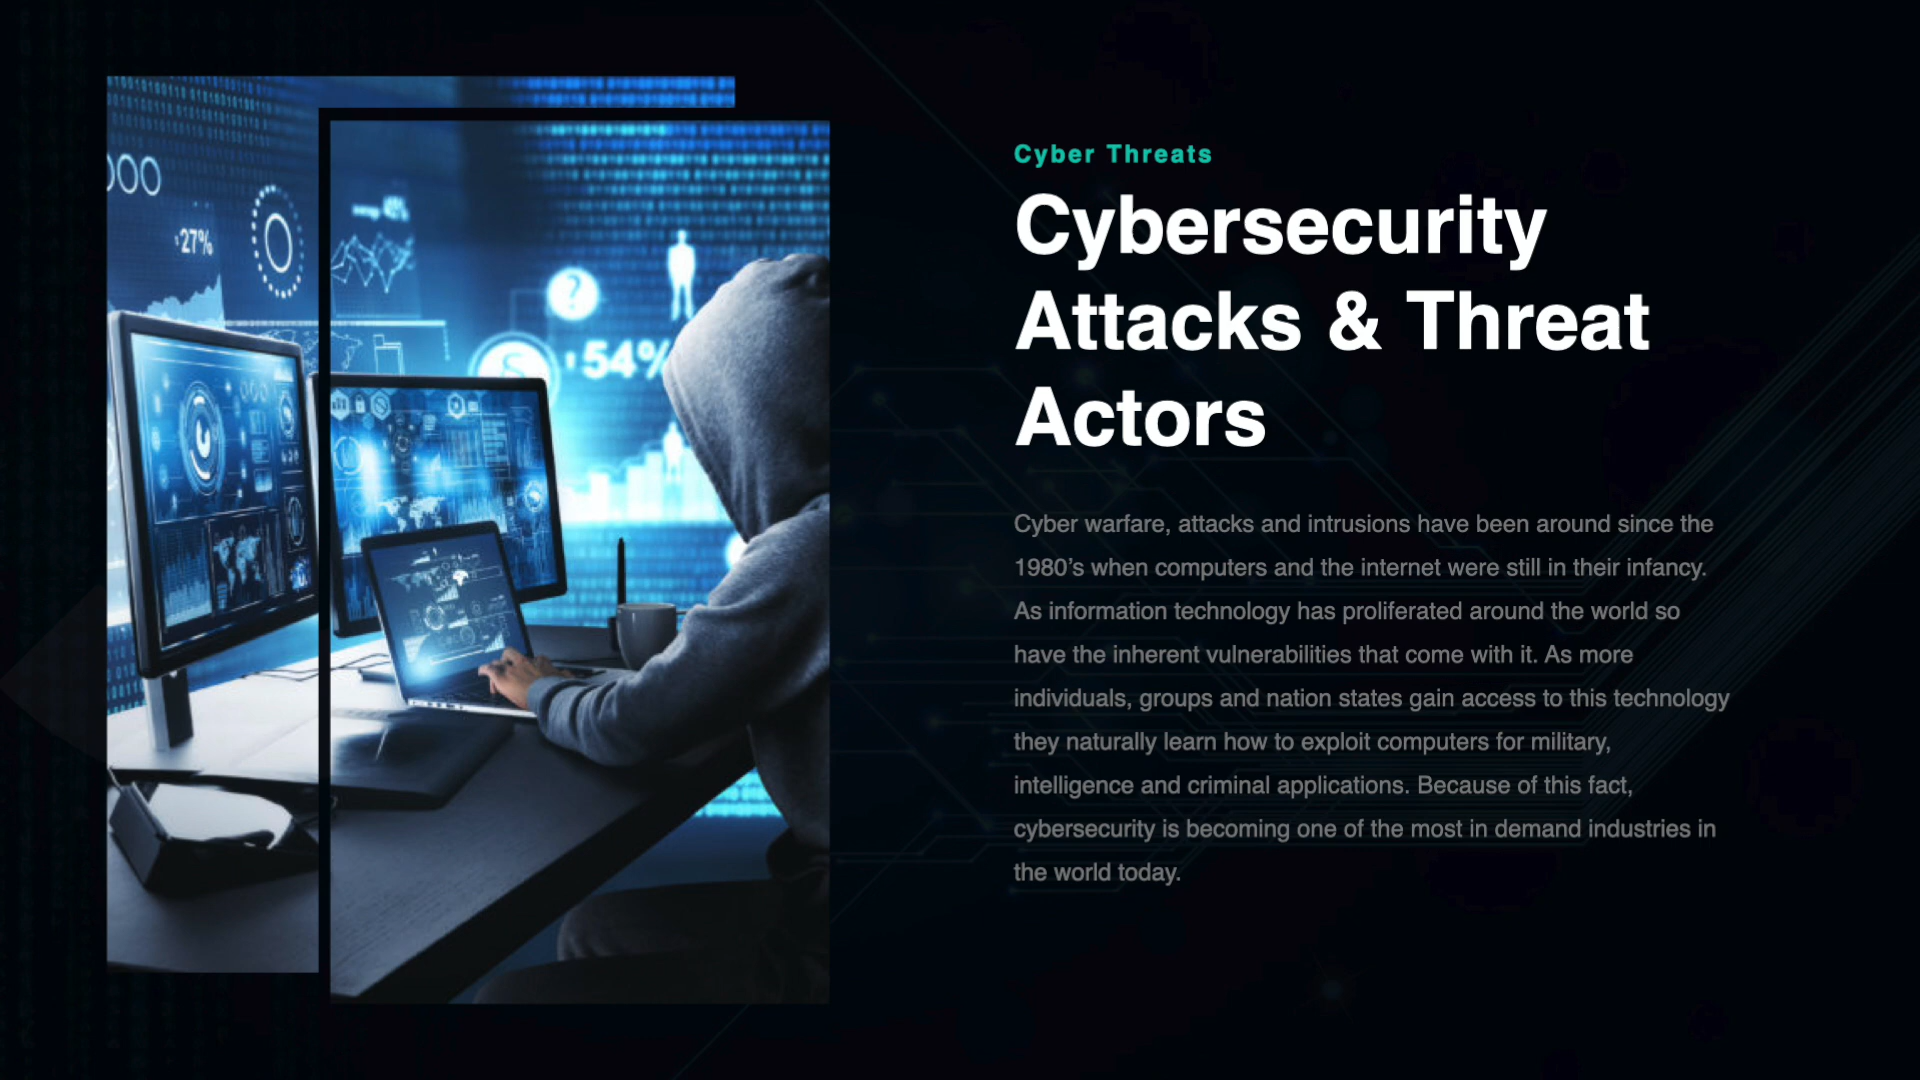 Cyber Threats
Cybersecurity
Attacks & Threat
Actors
Cyber warfare, attacks and intrusions have been around since the
1980’s when computers and the internet were still in their infancy.
As information technology has proliferated around the world so
have the inherent vulnerabilities that come with it. As more
individuals, groups and nation states gain access to this technology
they naturally learn how to exploit computers for military,
intelligence and criminal applications. Because of this fact,
cybersecurity is becoming one of the most in demand industries in
the world today.
27%
54%
?